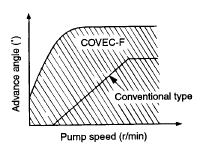 Advance angle (°)
COVEC-F
Conventional type
Pump speed (r/min)